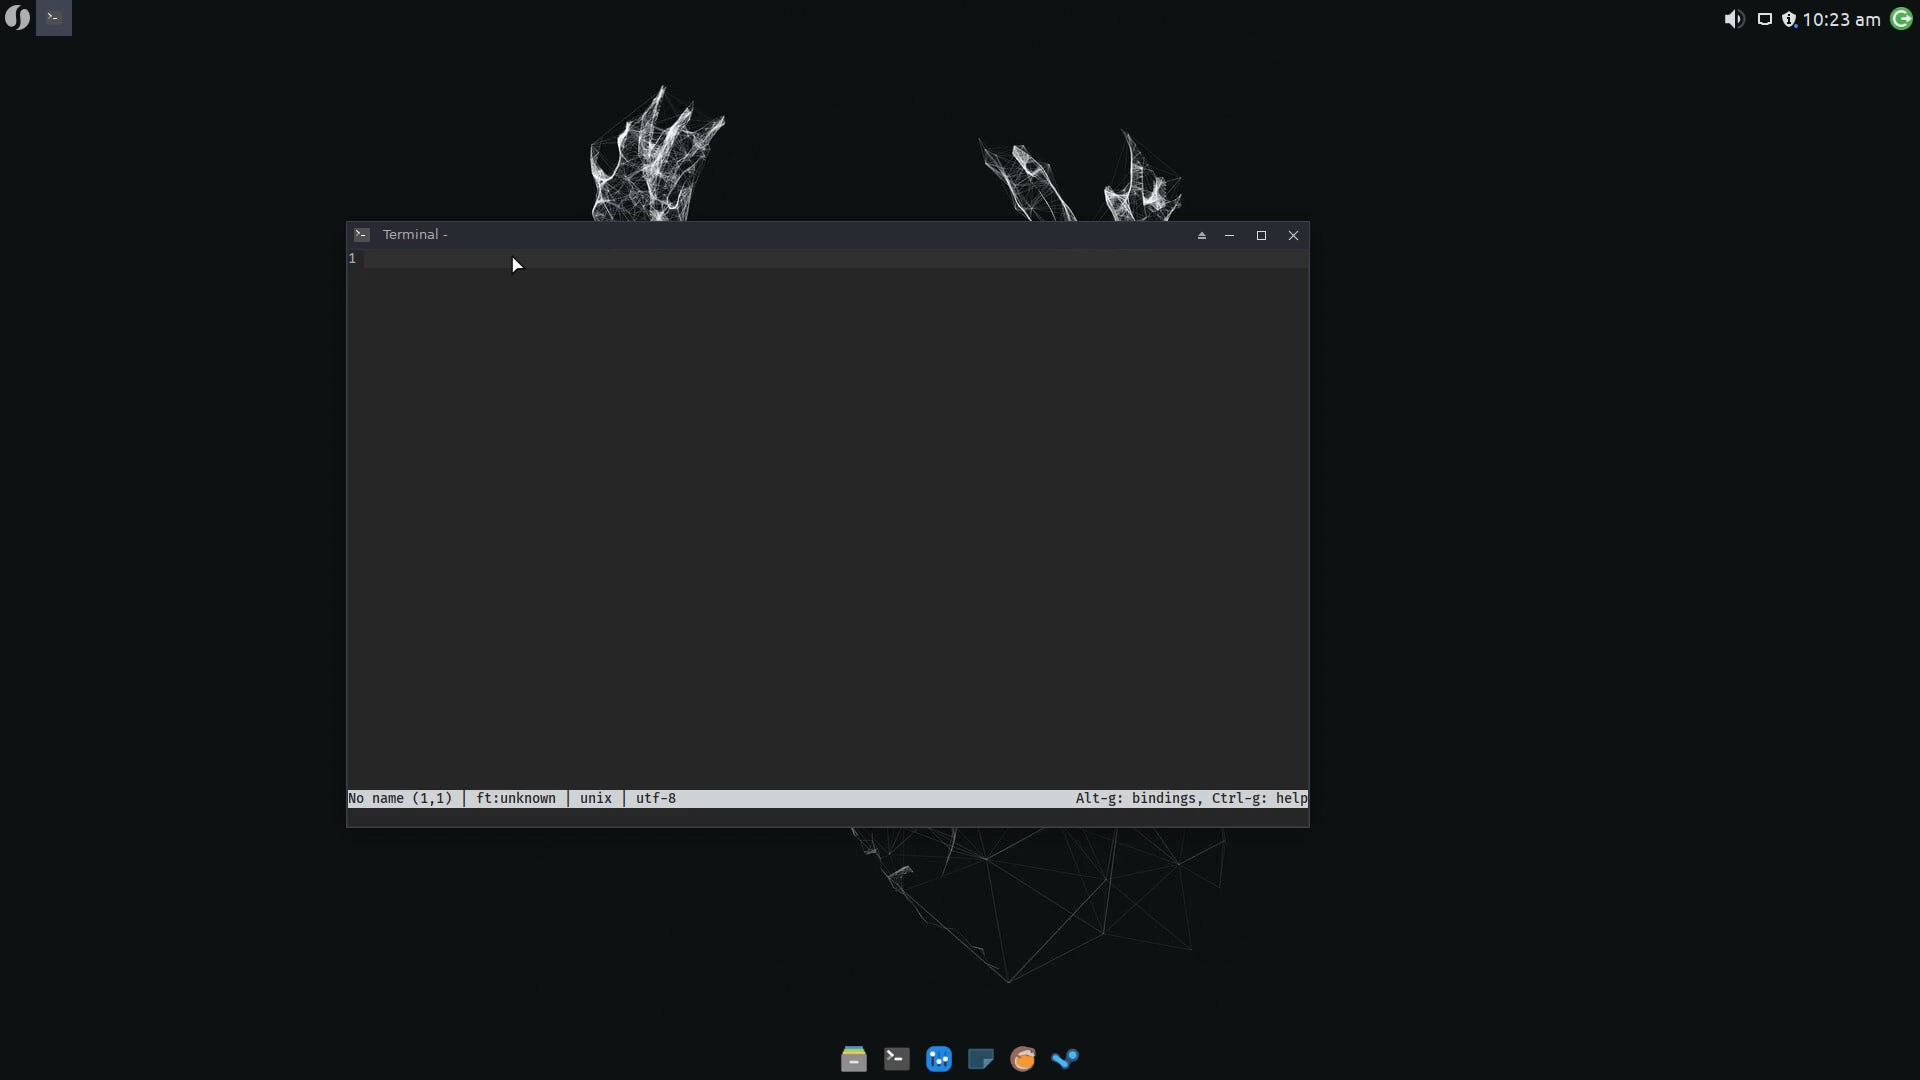 10:23 am
Terminal -
1
No name (1,1) | ft:unknown | unix | utf-8
Alt-g: bindings, Ctrl-g: help